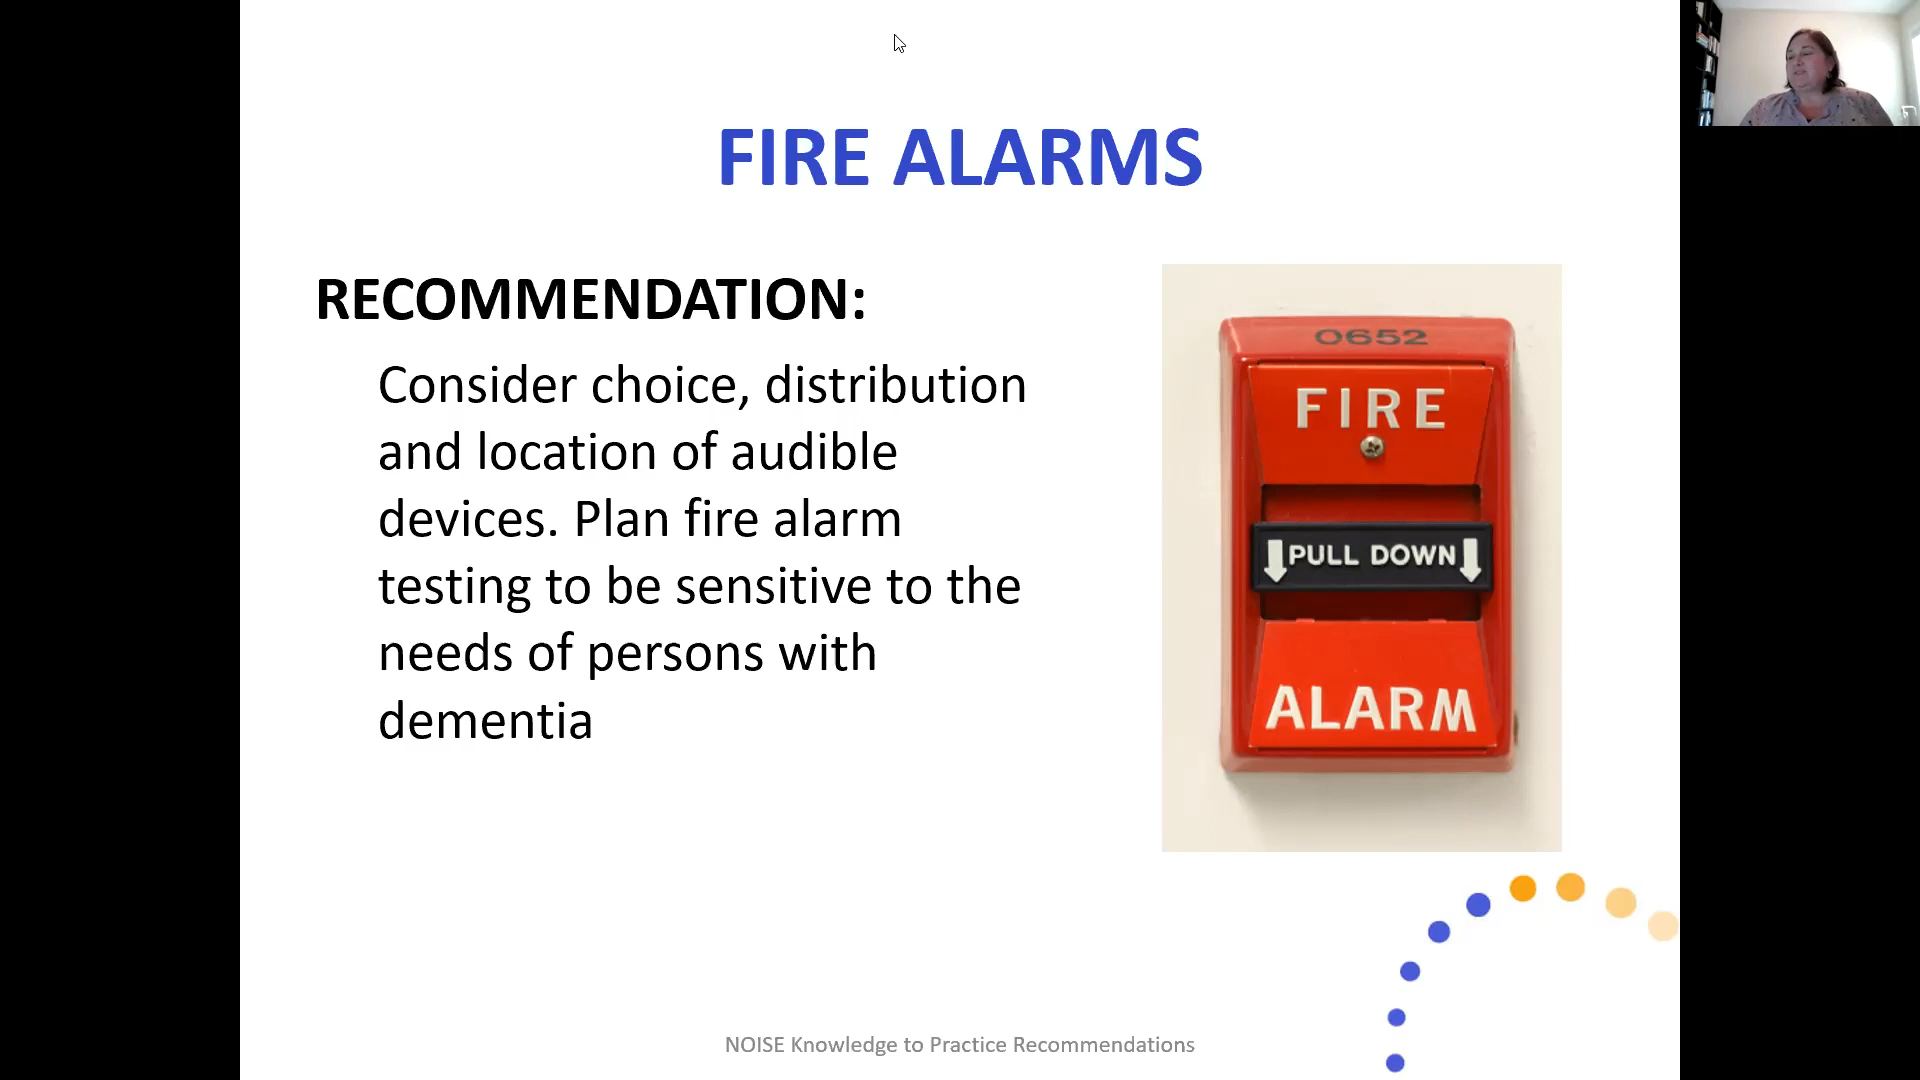 FIRE ALARMS
RECOMMENDATION:
Consider choice, distribution
and location of audible
devices. Plan fire alarm
testing to be sensitive to the
needs of persons with
dementia
0652
FIRE
PULL DOWN
ALARM
NOISE Knowledge to Practice Recommendations